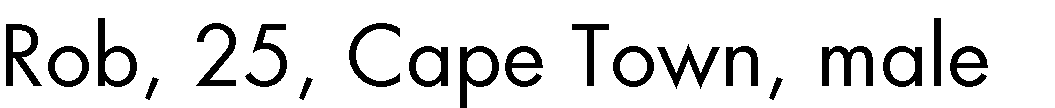 Rob, 25, Cape Town, male